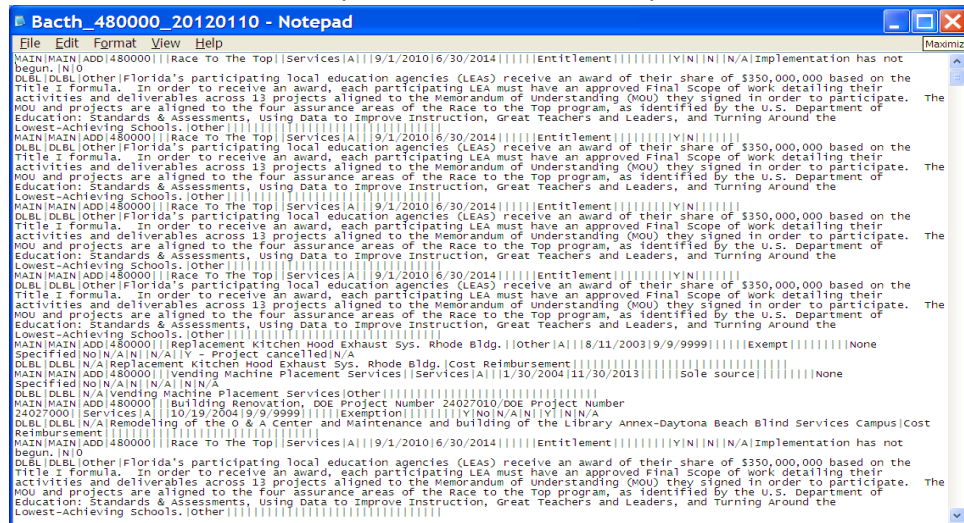 Bacth_480000_20120110 - Notepad
File Edit Format View Help
Maximiz
MAIN|MAIN|ADD|480000|||Race To The Top||Services|A|||9/1/2010|6/30/2014||||||Entitlement|||||||||Y|N||N||N/A|Implementation has not
begun.|N|0
DLBL|DLBL|Other|Florida's participating local education agencies (LEAs) receive an award of their share of $350,000,000 based on the
Title I formula.  In order to receive an award, each participating LEA must have an approved Final Scope of Work detailing their
activities and deliverables across 13 projects aligned to the Memorandum of Understanding (MOU) they signed in order to participate.  The
MOU and projects are aligned to the four assurance areas of the Race to the Top program, as identified by the U.S. Department of
Education: Standards & Assessments, Using Data to Improve Instruction, Great Teachers and Leaders, and Turning Around the
Lowest-Achieving Schools.|Other||||||||||||||||||||||||||||||
MAIN|MAIN|ADD|480000|||Race To The Top||Services|A|||9/1/2010|6/30/2014||||||Entitlement|||||||||Y|N|||||||
DLBL|DLBL|Other|Florida's participating local education agencies (LEAs) receive an award of their share of $350,000,000 based on the
Title I formula.  In order to receive an award, each participating LEA must have an approved Final Scope of Work detailing their
activities and deliverables across 13 projects aligned to the Memorandum of Understanding (MOU) they signed in order to participate.  The
MOU and projects are aligned to the four assurance areas of the Race to the Top program, as identified by the U.S. Department of
Education: Standards & Assessments, Using Data to Improve Instruction, Great Teachers and Leaders, and Turning Around the
Lowest-Achieving Schools.|Other||||||||||||||||||||||||||||||
MAIN|MAIN|ADD|480000|||Race To The Top||Services|A|||9/1/2010|6/30/2014||||||Entitlement|||||||||Y|N|||||||
DLBL|DLBL|Other|Florida's participating local education agencies (LEAs) receive an award of their share of $350,000,000 based on the
Title I formula.  In order to receive an award, each participating LEA must have an approved Final Scope of Work detailing their
activities and deliverables across 13 projects aligned to the Memorandum of Understanding (MOU) they signed in order to participate.  The
MOU and projects are aligned to the four assurance areas of the Race to the Top program, as identified by the U.S. Department of
Education: Standards & Assessments, Using Data to Improve Instruction, Great Teachers and Leaders, and Turning Around the
Lowest-Achieving Schools.|Other||||||||||||||||||||||||||||||
MAIN|MAIN|ADD|480000|||Race To The Top||Services|A|||9/1/2010|6/30/2014||||||Entitlement|||||||||Y|N|||||||
DLBL|DLBL|Other|Florida's participating local education agencies (LEAs) receive an award of their share of $350,000,000 based on the
Title I formula.  In order to receive an award, each participating LEA must have an approved Final Scope of Work detailing their
activities and deliverables across 13 projects aligned to the Memorandum of Understanding (MOU) they signed in order to participate.  The
MOU and projects are aligned to the four assurance areas of the Race to the Top program, as identified by the U.S. Department of
Education: Standards & Assessments, Using Data to Improve Instruction, Great Teachers and Leaders, and Turning Around the
Lowest-Achieving Schools.|Other||||||||||||||||||||||||||||||
MAIN|MAIN|ADD|480000|||Replacement Kitchen Hood Exhaust Sys. Rhode Bldg.||Other|A|||8/11/2003|9/9/9999||||||Exempt|||||||||None
Specified|No|N/A|N||N/A||Y - Project cancelled|N/A
DLBL|DLBL|N/A|Replacement Kitchen Hood Exhaust Sys. Rhode Bldg.|Cost Reimbursement||||||||||||||||||||||||||||||
MAIN|MAIN|ADD|480000|||Vending Machine Placement Services||Services|A|||1/30/2004|11/30/2013||||||Sole source|||||||||None
Specified|No|N/A|N||N/A||N|N/A
DLBL|DLBL|N/A|Vending Machine Placement Services|Other||||||||||||||||||||||||||||||
MAIN|MAIN|ADD|480000|||Building Renovation, DOE Project Number 24027010/DOE Project Number
24027000||Services|A|||10/19/2004|9/9/9999||||||Exemption|||||||||Y|No|N/A|N||Y||N|N/A
DLBL|DLBL|N/A|Remodeling of the O & A Center and Maintenance and building of the Library Annex-Daytona Beach Blind Services Campus|Cost
Reimbursement||||||||||||||||||||||||||||||
MAIN|MAIN|ADD|480000|||Race To The Top||Services|A|||9/1/2010|6/30/2014||||||Entitlement|||||||||Y|N||N||N/A|Implementation has not
begun.|N|0
DLBL|DLBL|Other|Florida's participating local education agencies (LEAs) receive an award of their share of $350,000,000 based on the
Title I formula.  In order to receive an award, each participating LEA must have an approved Final Scope of Work detailing their
activities and deliverables across 13 projects aligned to the Memorandum of Understanding (MOU) they signed in order to participate.  The
MOU and projects are aligned to the four assurance areas of the Race to the Top program, as identified by the U.S. Department of
Education: Standards & Assessments, Using Data to Improve Instruction, Great Teachers and Leaders, and Turning Around the
Lowest-Achieving Schools.|Other||||||||||||||||||||||||||||||